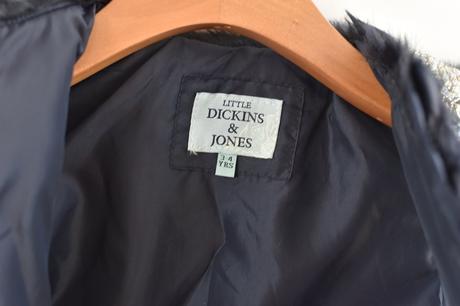 LITTLE
DICKINS
&
JONES
3-4
YRS